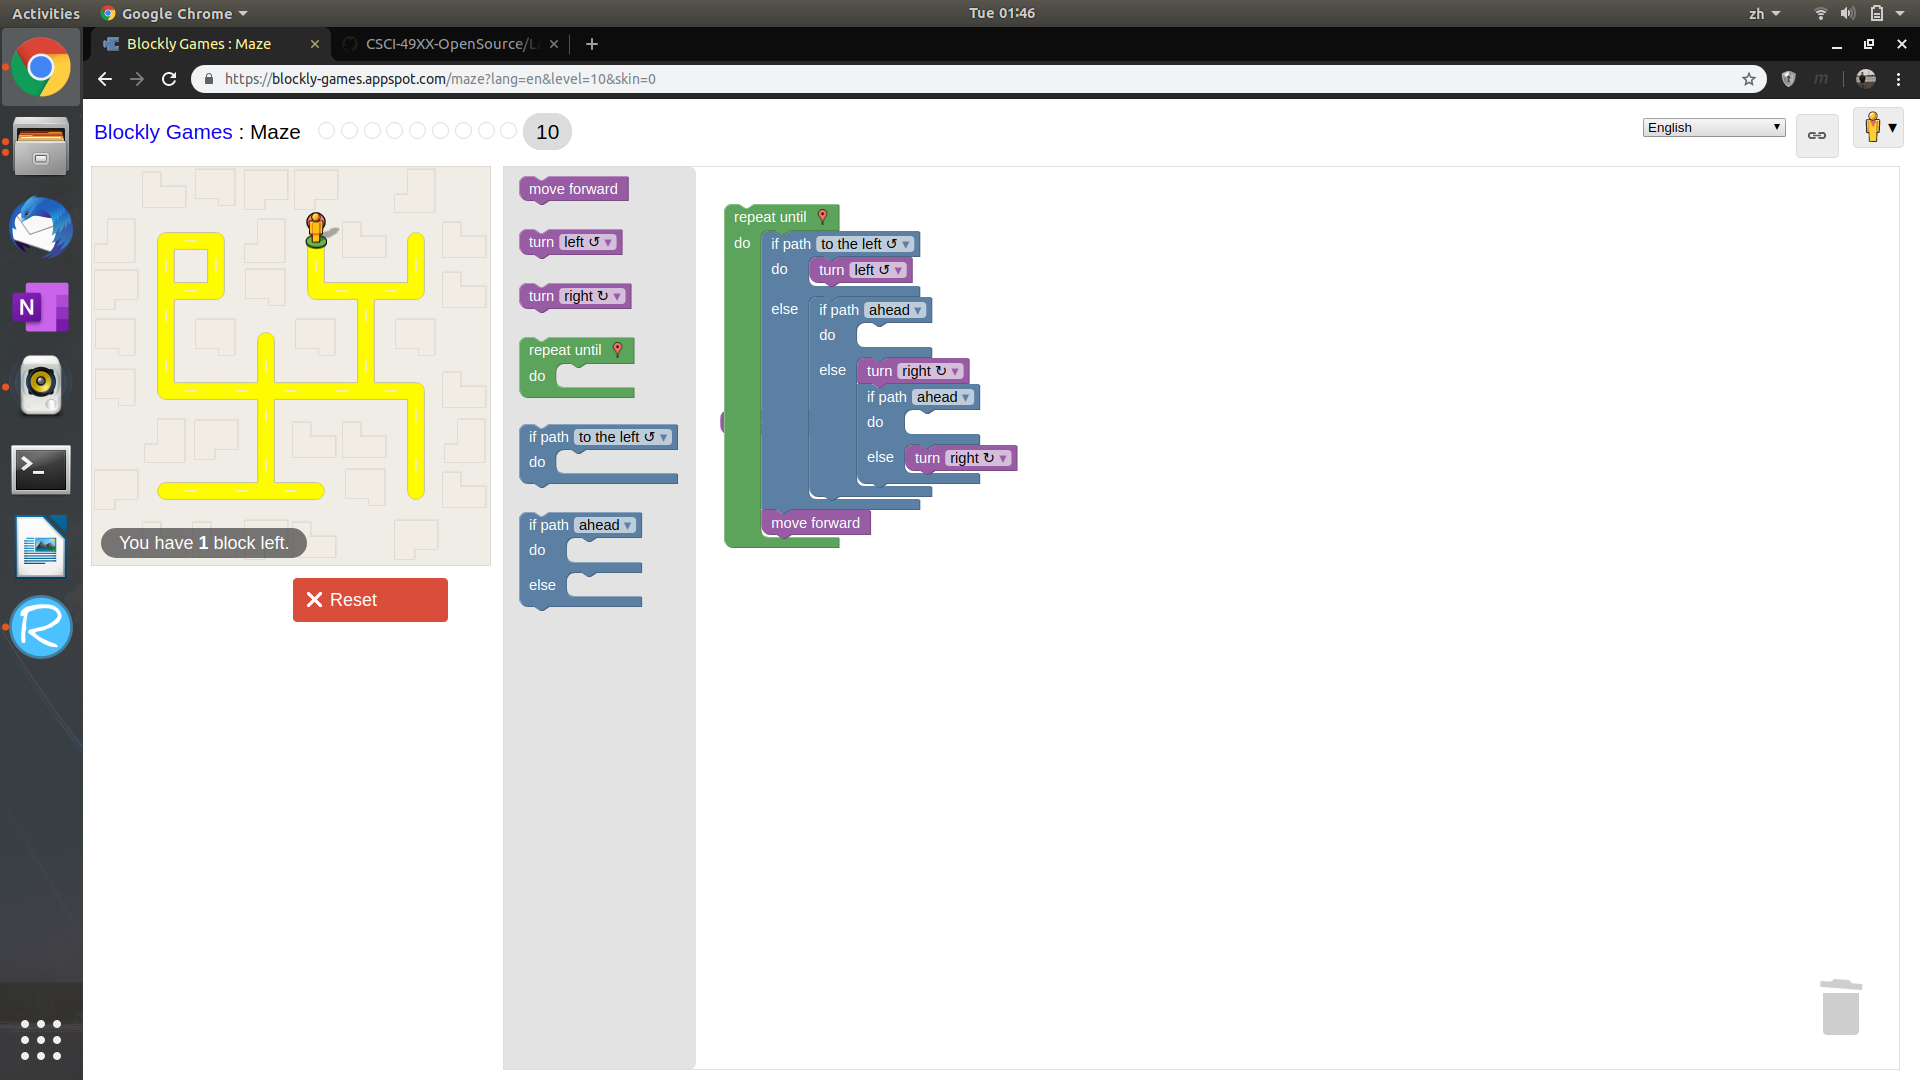 Activities
Google Chrome
Tue 01:46
zh
Blockly Games : Maze
CSCI-49XX-OpenSource/L
https://blockly-games.appspot.com/maze?lang=en&level=10&skin=0
Blockly Games : Maze
10
English
move forward
turn left ↺
turn right ↻
repeat until
do
if path to the left ↺
do
if path ahead
do
else
repeat until
do
if path to the left ↺
do
turn left ↺
else
if path ahead
do
else
turn right ↻
if path ahead
do
else
turn right ↻
move forward
You have 1 block left.
Reset
N
>_
R